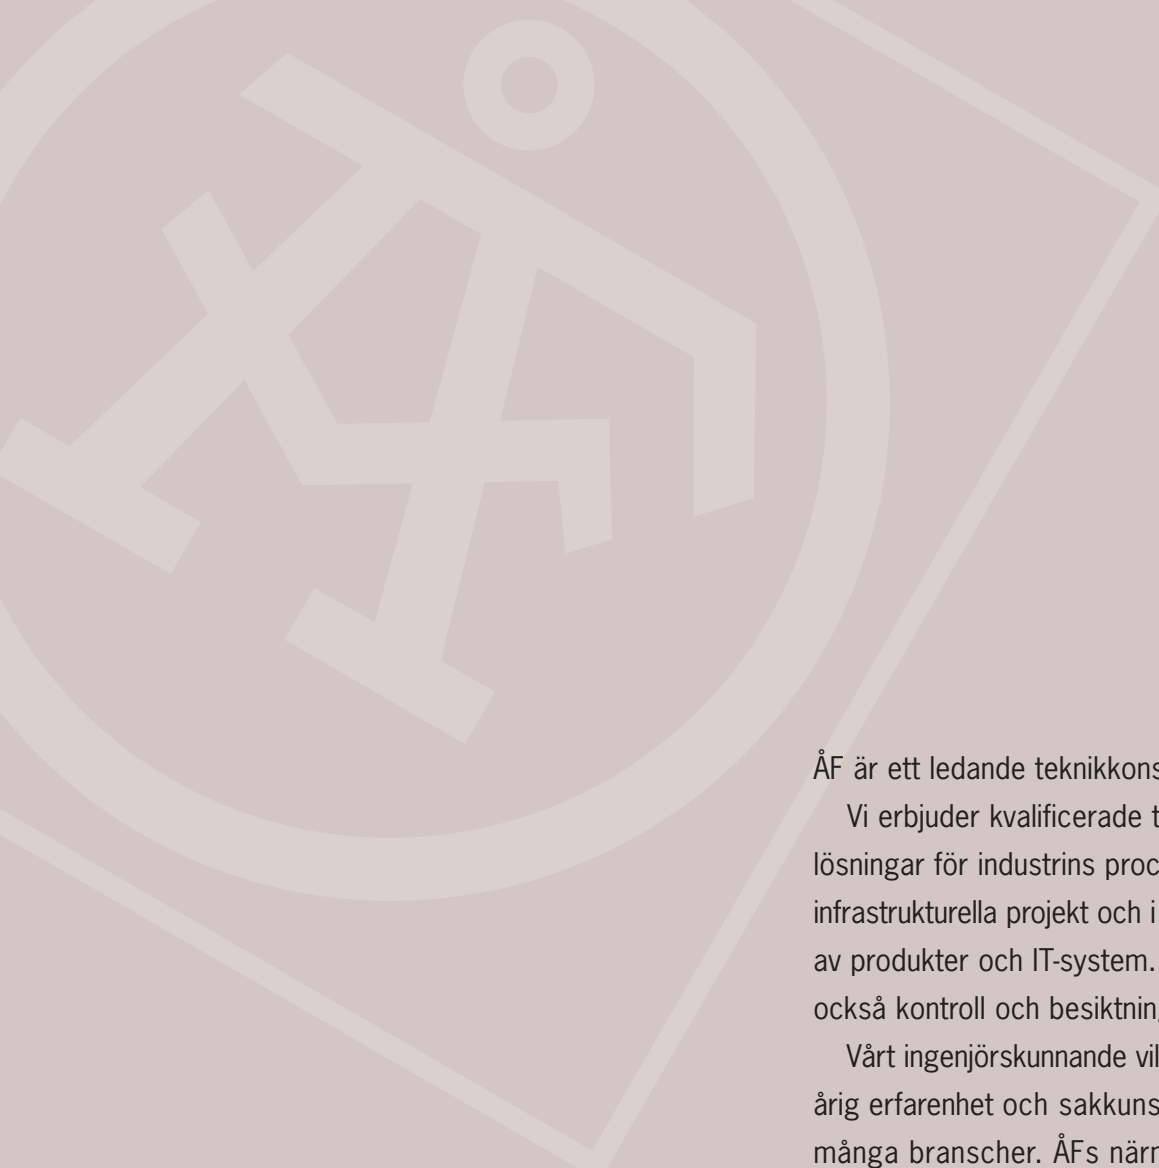 ÅF är ett ledande teknikkons
Vi erbjuder kvalificerade t
lösningar för industrins proc
infrastrukturella projekt och i
av produkter och IT-system.
också kontroll och besiktnin
Vårt ingenjörskunnande vil
årig erfarenhet och sakkuns
många branscher. ÅFs närn